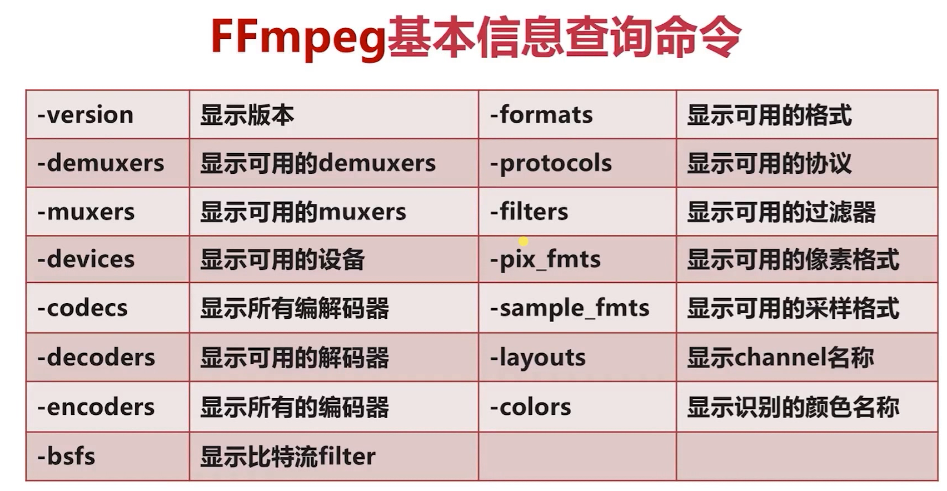 FFmpeg基本信息查询命令
-version 显示版本 -formats 显示可用的格式
-demuxers 显示可用的demuxers -protocols 显示可用的协议
-muxers 显示可用的muxers -filters 显示可用的过滤器
-devices 显示可用的设备 -pix_fmts 显示可用的像素格式
-codecs 显示所有编解码器 -sample_fmts 显示可用的采样格式
-decoders 显示可用的解码器 -layouts 显示channel名称
-encoders 显示所有的编码器 -colors 显示识别的颜色名称
-bsfs 显示比特流filter